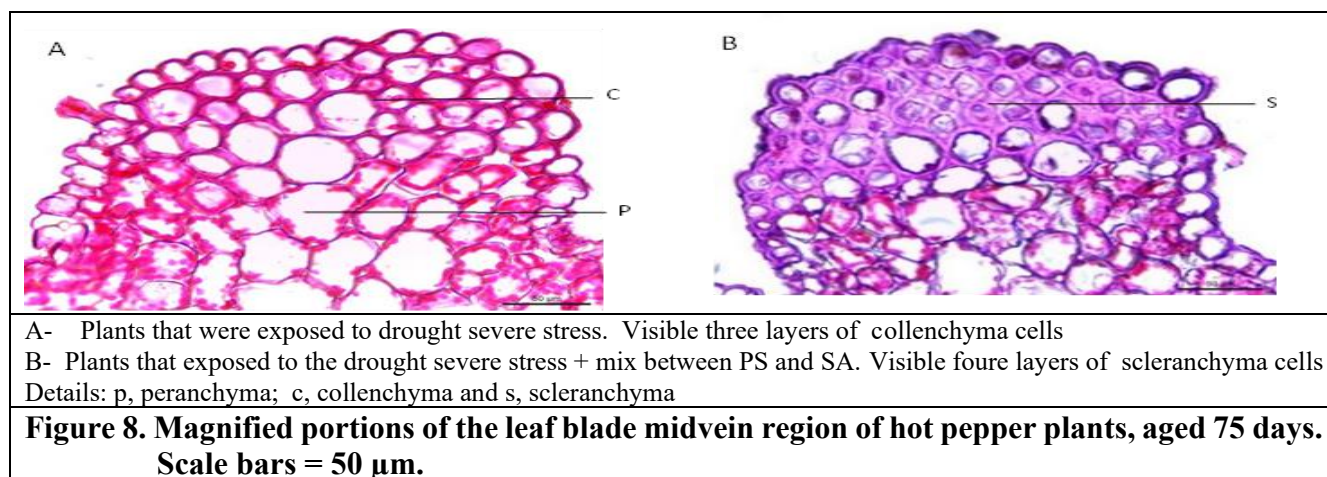 A
B
C
S
P
50 µm
A- Plants that were exposed to drought severe stress. Visible three layers of collenchyma cells
B- Plants that exposed to the drought severe stress + mix between PS and SA. Visible foure layers of scleranchyma cells
Details: p, peranchyma; c, collenchyma and s, scleranchyma
Figure 8. Magnified portions of the leaf blade midvein region of hot pepper plants, aged 75 days.
Scale bars = 50 µm.